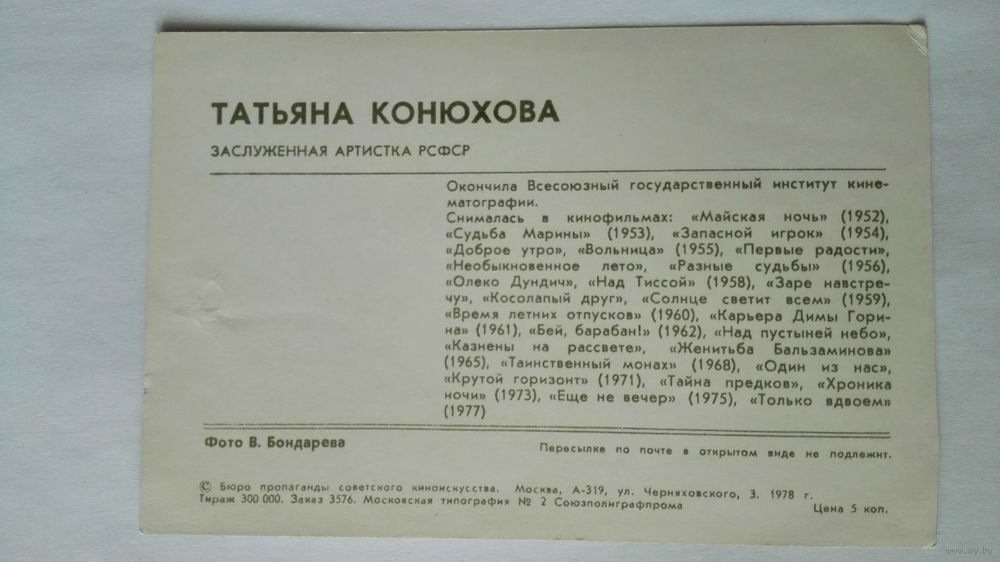 ТАТЬЯНА КОНЮХОВА
ЗАСЛУЖЕННАЯ АРТИСТКА РСФСР
Окончила Всесоюзный государственный институт кине-
матографии.
Снималась в кинофильмах: «Майская ночь» (1952),
«Судьба Марины» (1953), «Запасной игрок» (1954),
«Доброе утро», «Вольница» (1955), «Первые радости»,
«Необыкновенное лето», «Разные судьбы» (1956),
«Олеко Дундич», «Над Тиссой» (1958), «Заре навстре-
чу», «Косолапый друг», «Солнце светит всем» (1959),
«Время летних отпусков» (1960), «Карьера Димы Гори-
на» (1961), «Бей, барабан!» (1962), «Над пустыней небо»,
«Казнены на рассвете», «Женитьба Бальзаминова»
(1965), «Таинственный монах» (1968), «Один из нас»,
«Крутой горизонт» (1971), «Тайна предков», «Хроника
ночи» (1973), «Еще не вечер» (1975), «Только вдвоем»
(1977)
Фото В. Бондарева
Пересылке по почте в открытом виде не подлежит.
© Бюро пропаганды советского киноискусства. Москва, А-319, ул. Черняховского, 3. 1978 г.
Тираж 300 000. Заказ 3576. Московская типография № 2 Союзполиграфпрома
Цена 5 коп.
www.ay.by